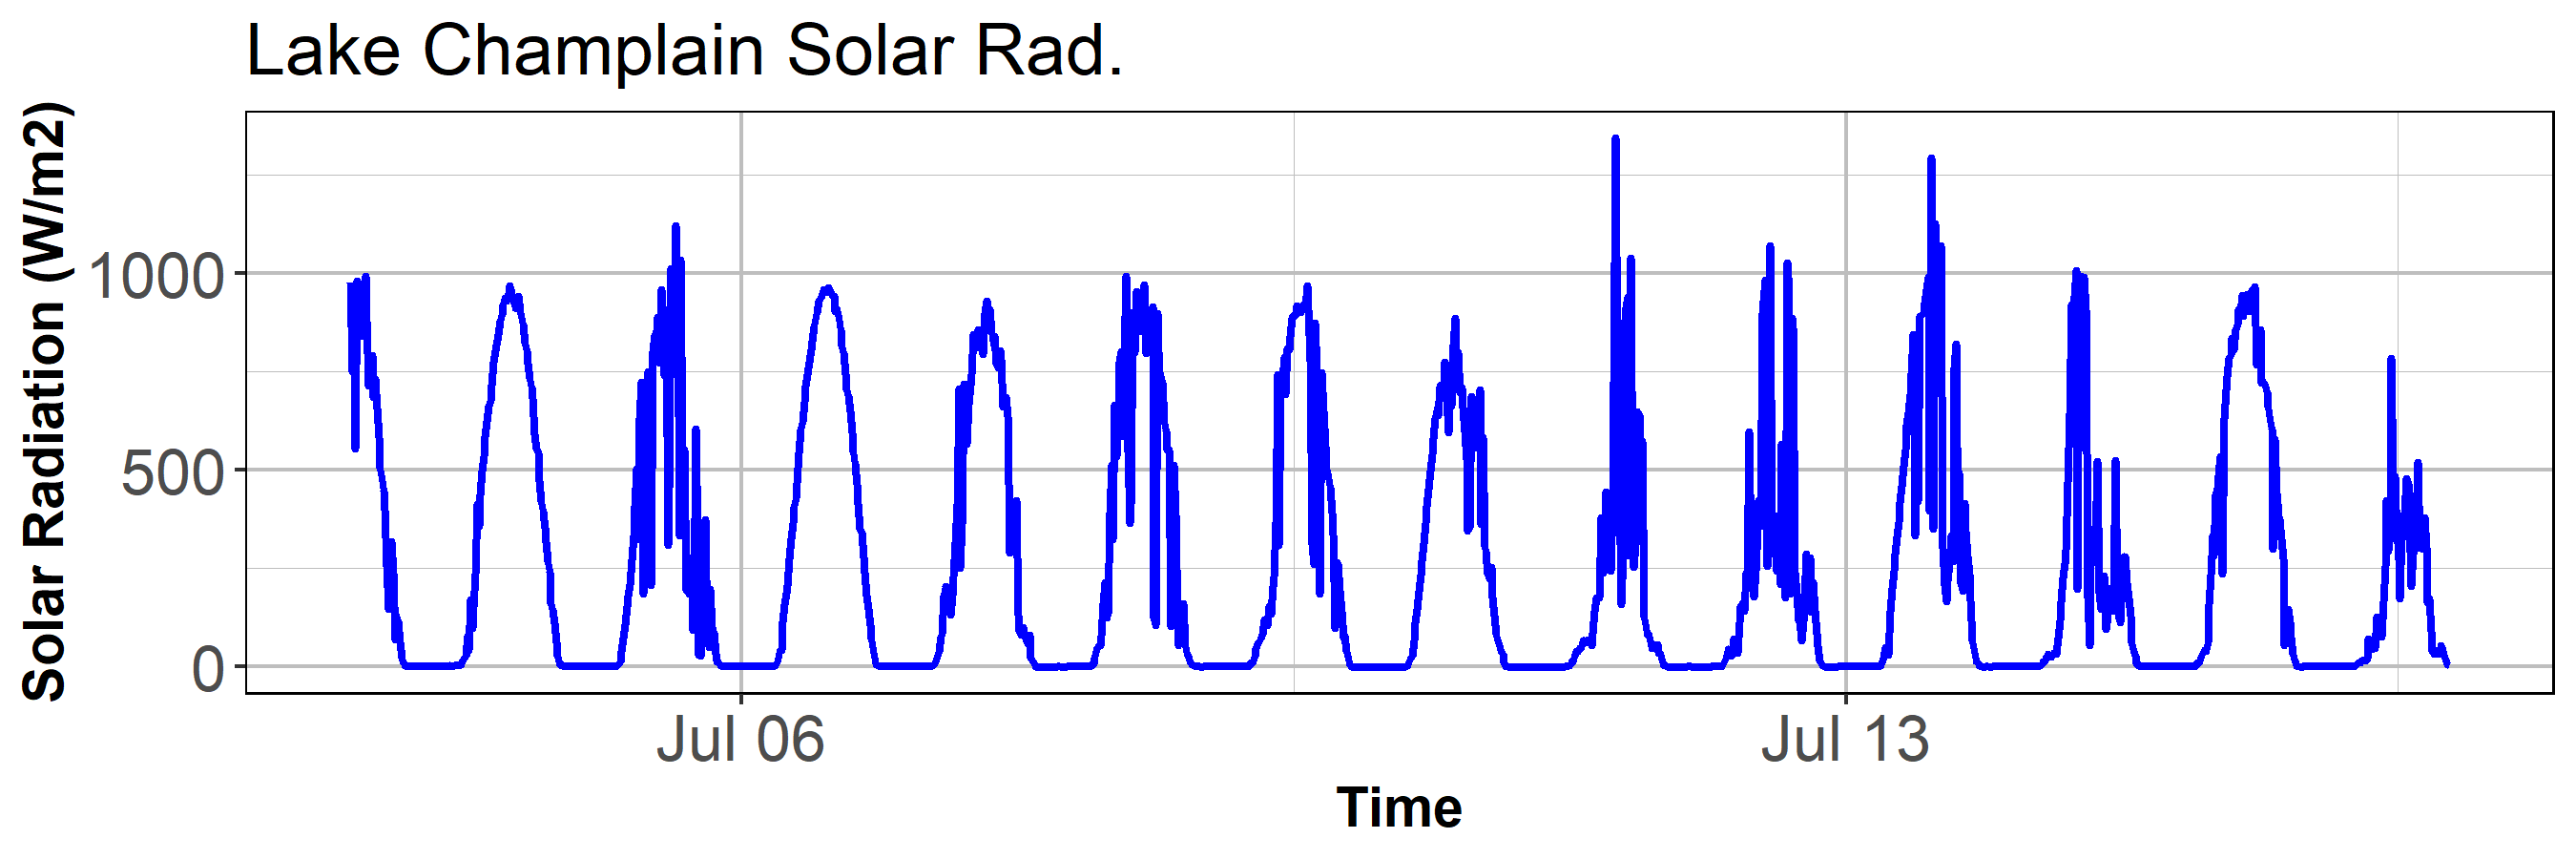 Lake Champlain Solar Rad.
Solar Radiation (W/m2)
1000
500
0
Jul 06
Jul 13
Time